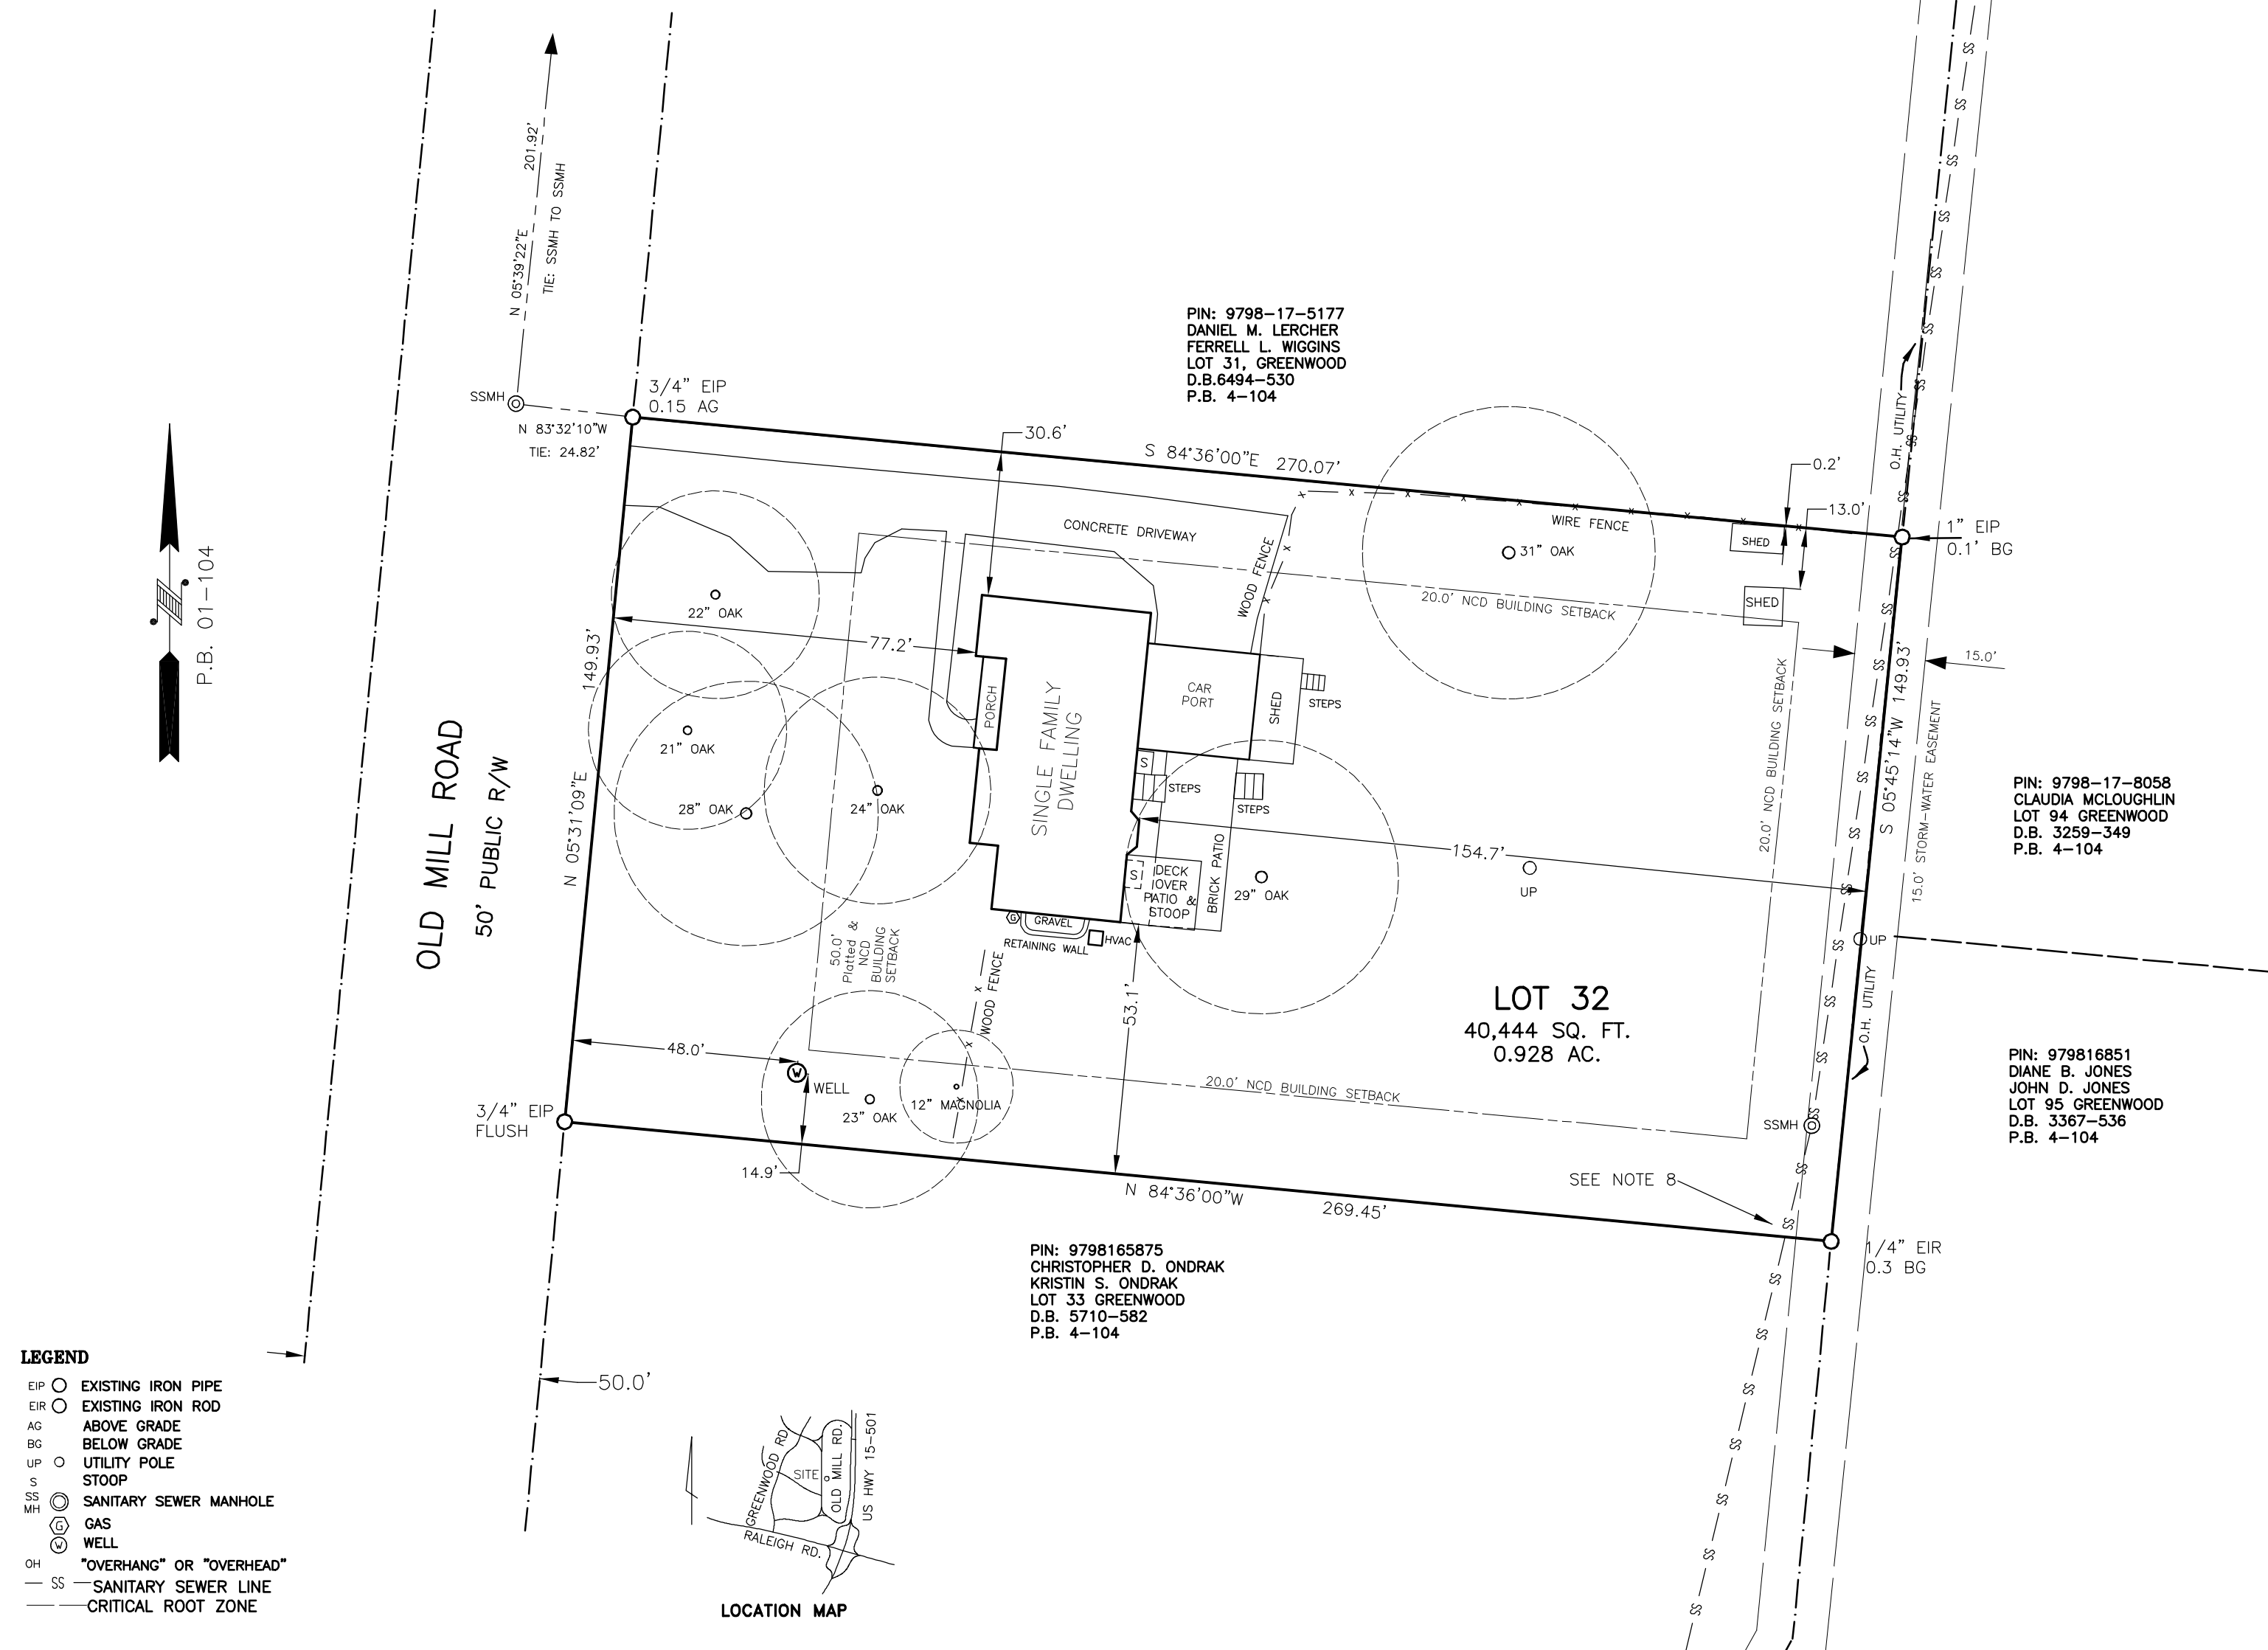 N 05°39'22"E 201.92'
TIE: SSMH TO SSMH
SSMH
N 83°32'10"W
TIE: 24.82'
3/4" EIP
0.15 AG
PIN: 9798-17-5177
DANIEL M. LERCHER
FERRELL L. WIGGINS
LOT 31, GREENWOOD
D.B.6494-530
P.B. 4-104
30.6'
S 84°36'00"E 270.07'
0.2'
13.0'
1" EIP
0.1' BG
O.H. UTILITY
P.B. 01-104
CONCRETE DRIVEWAY
WOOD FENCE
WIRE FENCE
SHED
SHED
31" OAK
20.0' NCD BUILDING SETBACK
22" OAK
77.2'
149.93'
N 05°31'09"E
21" OAK
28" OAK
24" OAK
PORCH
SINGLE FAMILY
DWELLING
CAR
PORT
SHED
STEPS
S
STEPS
STEPS
154.7'
UP
20.0' NCD BUILDING SETBACK
S 05°45'14"W 149.93'
15.0'
15.0' STORM-WATER EASEMENT
PIN: 9798-17-8058
CLAUDIA MCLOUGHLIN
LOT 94 GREENWOOD
D.B. 3259-349
P.B. 4-104
OLD MILL ROAD
50' PUBLIC R/W
S
DECK
OVER
PATIO &
STOOP
BRICK PATIO
29" OAK
G
GRAVEL
RETAINING WALL
HVAC
50.0'
Platted &
NCD
BUILDING
SETBACK
WOOD FENCE
53.1'
UP
O.H. UTILITY
LOT 32
40,444 SQ. FT.
0.928 AC.
PIN: 979816851
DIANE B. JONES
JOHN D. JONES
LOT 95 GREENWOOD
D.B. 3367-536
P.B. 4-104
48.0'
W
WELL
23" OAK
12" MAGNOLIA
20.0' NCD BUILDING SETBACK
SSMH
3/4" EIP
FLUSH
14.9'
N 84°36'00"W 269.45'
SEE NOTE 8
1/4" EIR
0.3 BG
PIN: 9798165875
CHRISTOPHER D. ONDRAK
KRISTIN S. ONDRAK
LOT 33 GREENWOOD
D.B. 5710-582
P.B. 4-104
50.0'
LEGEND
EIP EXISTING IRON PIPE
EIR EXISTING IRON ROD
AG ABOVE GRADE
BG BELOW GRADE
UP UTILITY POLE
S STOOP
SS
MH SANITARY SEWER MANHOLE
G GAS
W WELL
OH "OVERHANG" OR "OVERHEAD"
SS SANITARY SEWER LINE
CRITICAL ROOT ZONE
GREENWOOD RD.
SITE
OLD MILL RD.
US HWY 15-501
RALEIGH RD.
LOCATION MAP